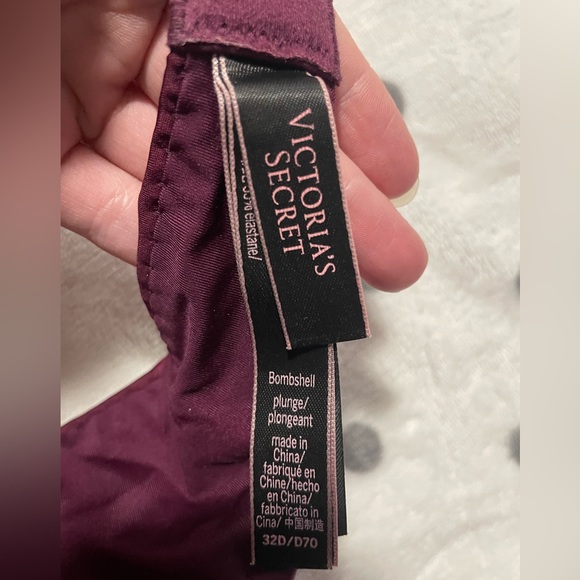 VICTORIA'S
SECRET
elastane/
Bombshell
plunge/
plongeant
made in
China/
fabriqué en
Chine/hecho
en China/
fabbricato in
Cina/ 中国制造
32D/D70